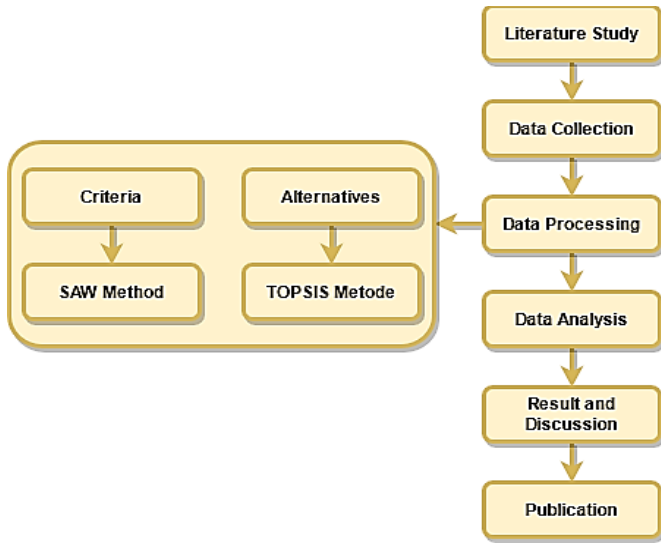 Literature Study
Data Collection
Criteria
Alternatives
Data Processing
SAW Method
TOPSIS Metode
Data Analysis
Result and
Discussion
Publication